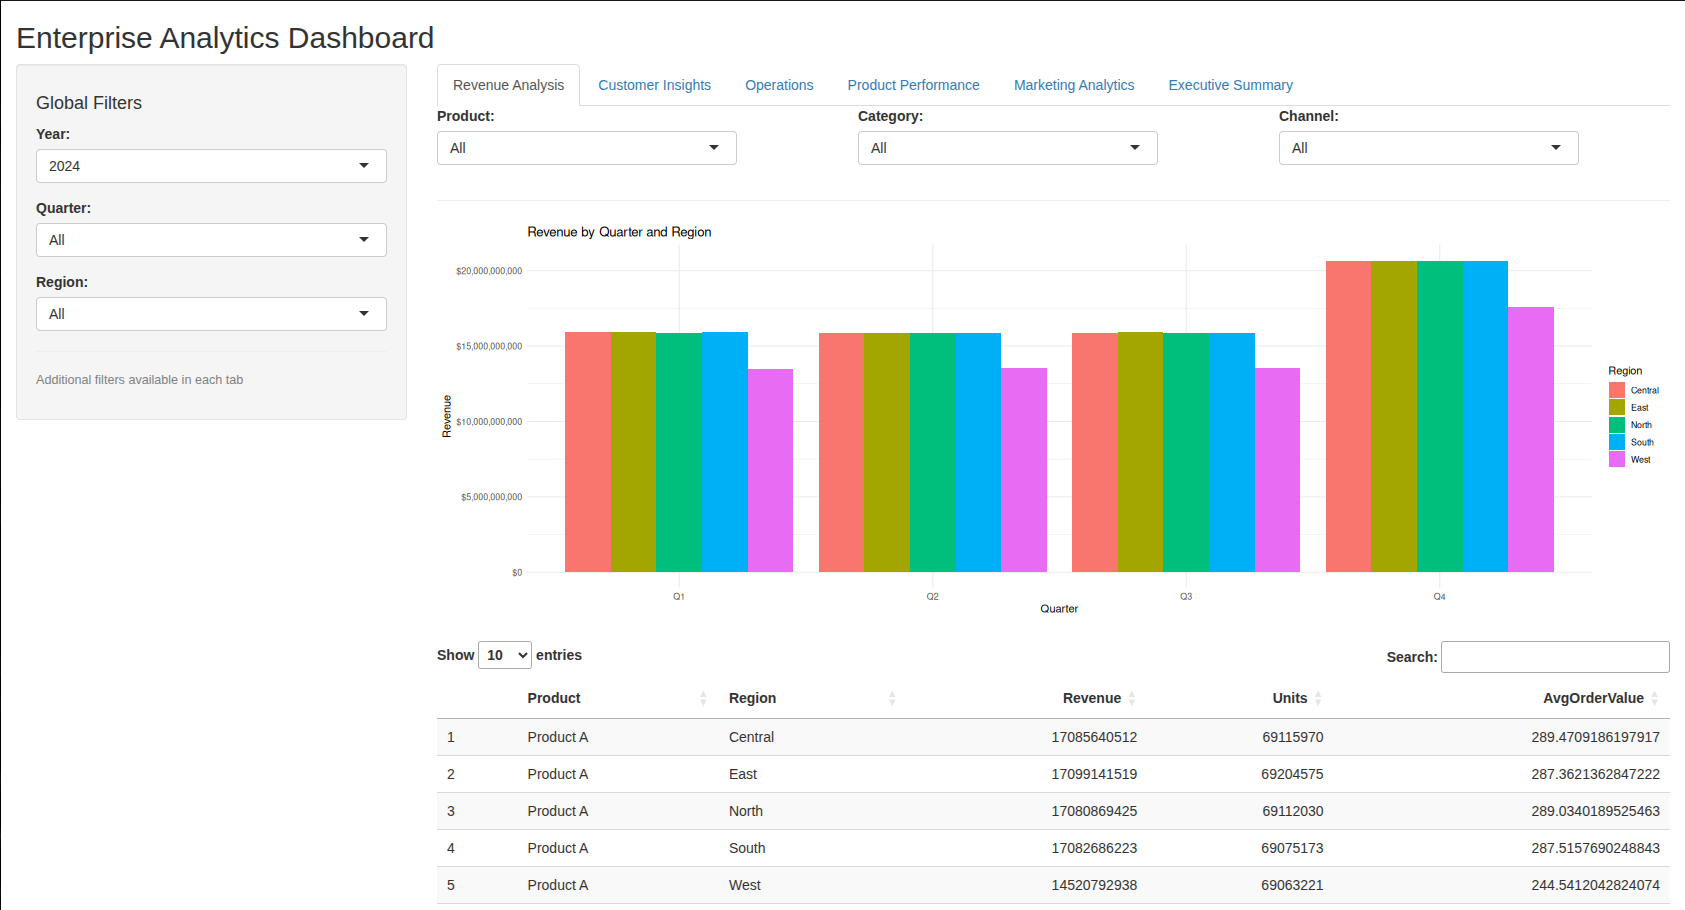 Enterprise Analytics Dashboard
Global Filters
Year:
2024
Quarter:
All
Region:
All
Additional filters available in each tab
Revenue Analysis Customer Insights Operations Product Performance Marketing Analytics Executive Summary
Product: Category: Channel:
All All All
Revenue by Quarter and Region
$20,000,000,000
$15,000,000,000
$10,000,000,000
$5,000,000,000
$0
Revenue
Q1 Q2 Q3 Q4
Quarter
Region
Central
East
North
South
West
Show 10 entries Search:
Product Region Revenue Units AvgOrderValue
1 Product A Central 17085640512 69115970 289.4709186197917
2 Product A East 17099141519 69204575 287.3621362847222
3 Product A North 17080869425 69112030 289.0340189525463
4 Product A South 17082686223 69075173 287.5157690248843
5 Product A West 14520792938 69063221 244.5412042824074